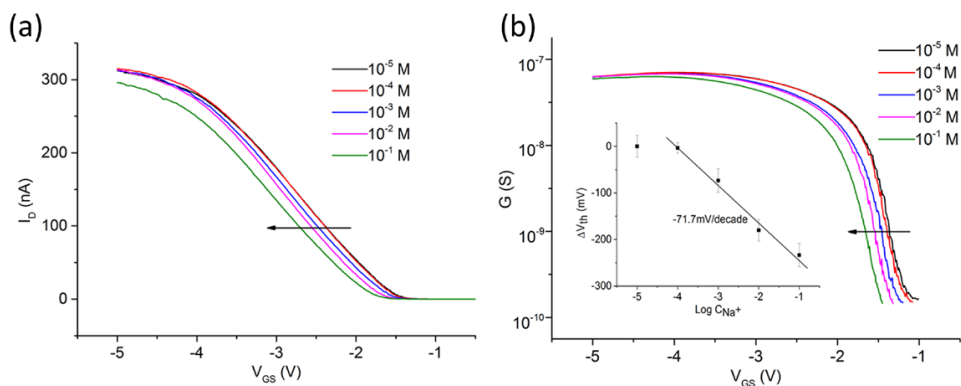 (a)
I_D (nA)
300
200
100
0
10⁻⁵ M
10⁻⁴ M
10⁻³ M
10⁻² M
10⁻¹ M
-5 -4 -3 -2 -1
V_GS (V)
(b)
G (S)
10⁻⁷
10⁻⁸
10⁻⁹
10⁻¹⁰
10⁻⁵ M
10⁻⁴ M
10⁻³ M
10⁻² M
10⁻¹ M
ΔV_th (mV)
0
-100
-200
-300
-71.7mV/decade
-5 -4 -3 -2 -1
Log C_Na⁺
-5 -4 -3 -2 -1
V_GS (V)